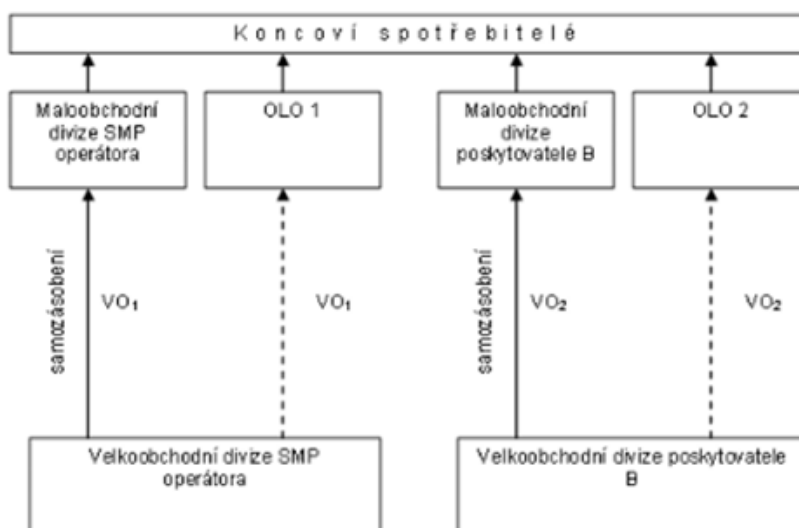 Koncoví spotřebitelé
Maloobchodní
divize SMP
operátora
OLO 1
Maloobchodní
divize
poskytovatele B
OLO 2
samozásobení
VO₁
VO₁
samozásobení
VO₂
VO₂
Velkoobchodní divize SMP
operátora
Velkoobchodní divize poskytovatele
B